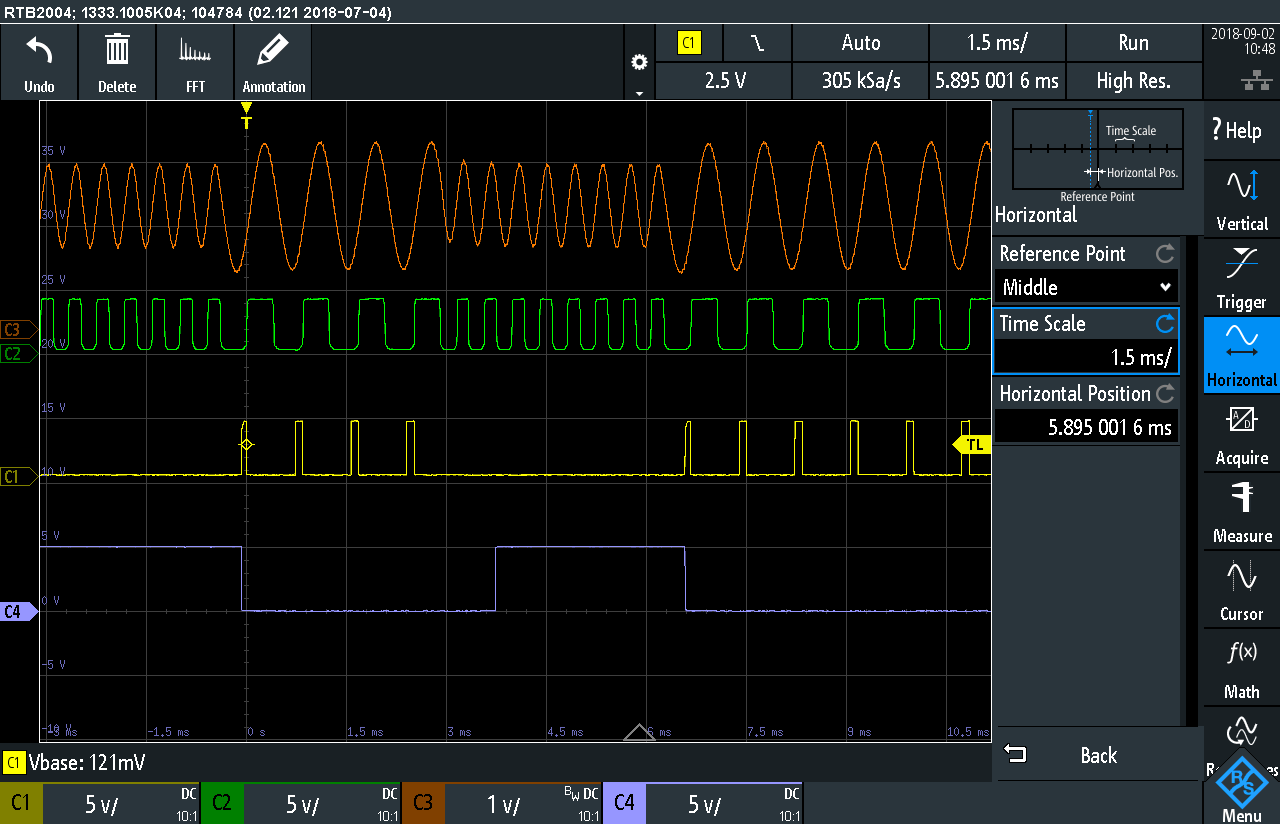 RTB2004; 1333.1005K04; 104784 (02.121 2018-07-04)
Undo
Delete
FFT
Annotation
C1
Auto
1.5 ms/
Run
2.5 V
305 kSa/s
5.895 001 6 ms
High Res.
2018-09-02
10:48
T
35 V
30 V
25 V
20 V
15 V
10 V
5 V
0 V
-5 V
-10 V
C3
C2
C1
C4
TL
-3 ms
-1.5 ms
0 s
1.5 ms
3 ms
4.5 ms
6 ms
7.5 ms
9 ms
10.5 ms
Time Scale
Horizontal Pos.
Reference Point
Horizontal
Reference Point
Middle
Time Scale
1.5 ms/
Horizontal Position
5.895 001 6 ms
Back
? Help
Vertical
Trigger
Horizontal
A
D
Acquire
Measure
Cursor
f(x)
Math
R/S
Menu
C1 Vbase: 121mV
C1
5 V/
DC
10:1
C2
5 V/
DC
10:1
C3
1 V/
BW DC
10:1
C4
5 V/
DC
10:1